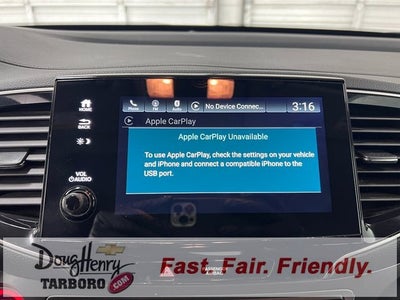 Phone FM Audio No Device Connec... 3:16
HOME
BACK
Apple CarPlay
Apple CarPlay Unavailable
To use Apple CarPlay, check the settings on your vehicle
and iPhone and connect a compatible iPhone to the
USB port.
VOL
AUDIO
Doug Henry
TARBORO.COM
Fast. Fair. Friendly.